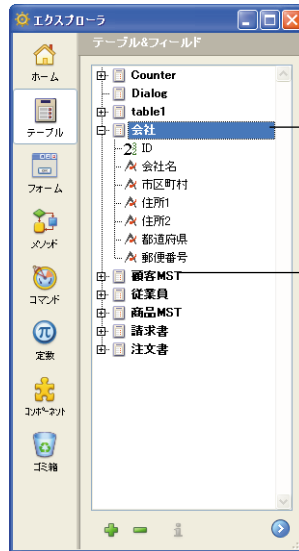 エクスプローラ
テーブル&フィールド
ホーム
テーブル
フォーム
メソッド
コマンド
定数
コンポーネント
ゴミ箱
Counter
Dialog
table1
会社
ID
会社名
市区町村
住所1
住所2
都道府県
郵便番号
顧客MST
従業員
商品MST
請求書
注文書